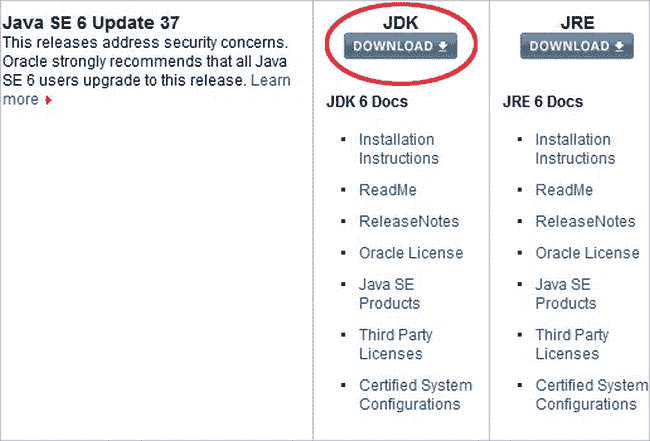 Java SE 6 Update 37
This releases address security concerns.
Oracle strongly recommends that all Java
SE 6 users upgrade to this release. Learn
more
JDK
DOWNLOAD
JDK 6 Docs
Installation
Instructions
ReadMe
ReleaseNotes
Oracle License
Java SE
Products
Third Party
Licenses
Certified System
Configurations
JRE
DOWNLOAD
JRE 6 Docs
Installation
Instructions
ReadMe
ReleaseNotes
Oracle License
Java SE
Products
Third Party
Licenses
Certified System
Configurations